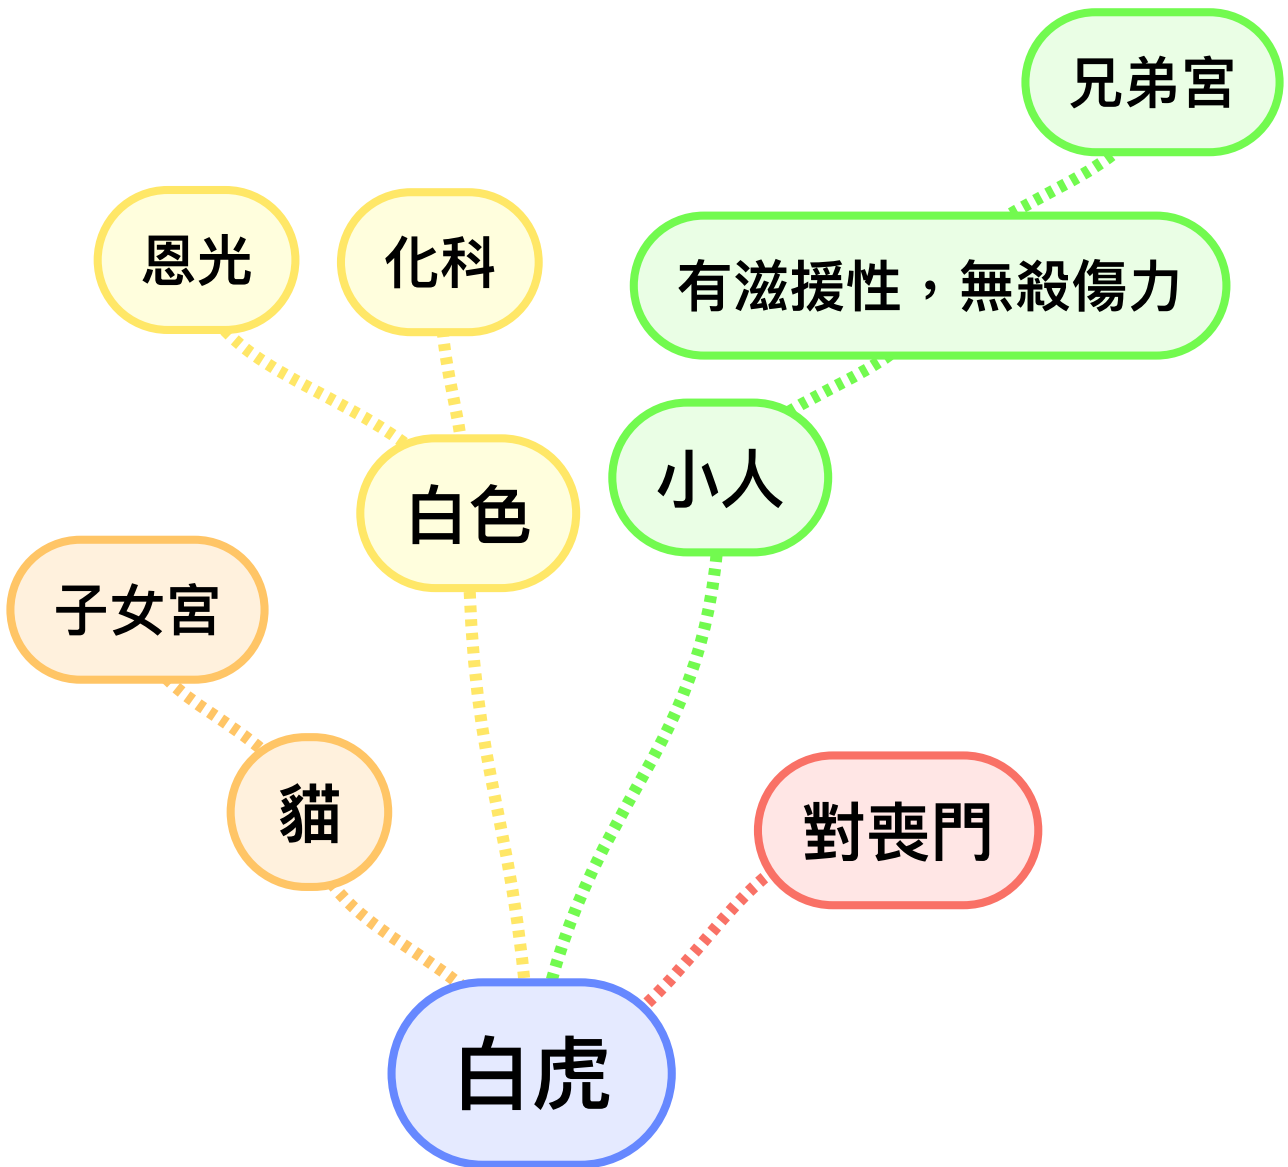 兄弟宮
恩光
化科
有滋援性，無殺傷力
白色
小人
子女宮
貓
對喪門
白虎